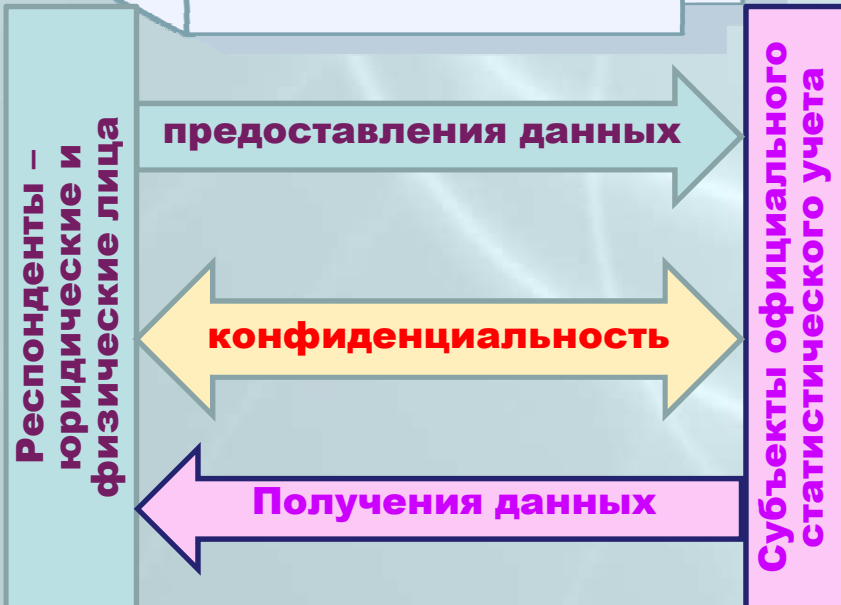 Респонденты –
юридические и
физические лица
предоставления данных
конфиденциальность
Получения данных
Субъекты официального
статистического учета